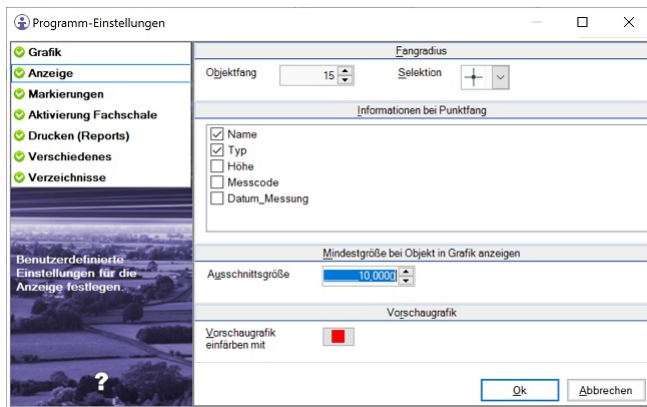 Programm-Einstellungen
Grafik
Anzeige
Markierungen
Aktivierung Fachschale
Drucken (Reports)
Verschiedenes
Verzeichnisse
Benutzerdefinierte
Einstellungen für die
Anzeige festlegen.
?
Fangradius
Objektfang 15 Selektion
Informationen bei Punktfang
Name
Typ
Höhe
Messcode
Datum_Messung
Mindestgröße bei Objekt in Grafik anzeigen
Ausschnittsgröße 10,000
Vorschaugrafik
Vorschaugrafik
einfärben mit
Ok Abbrechen